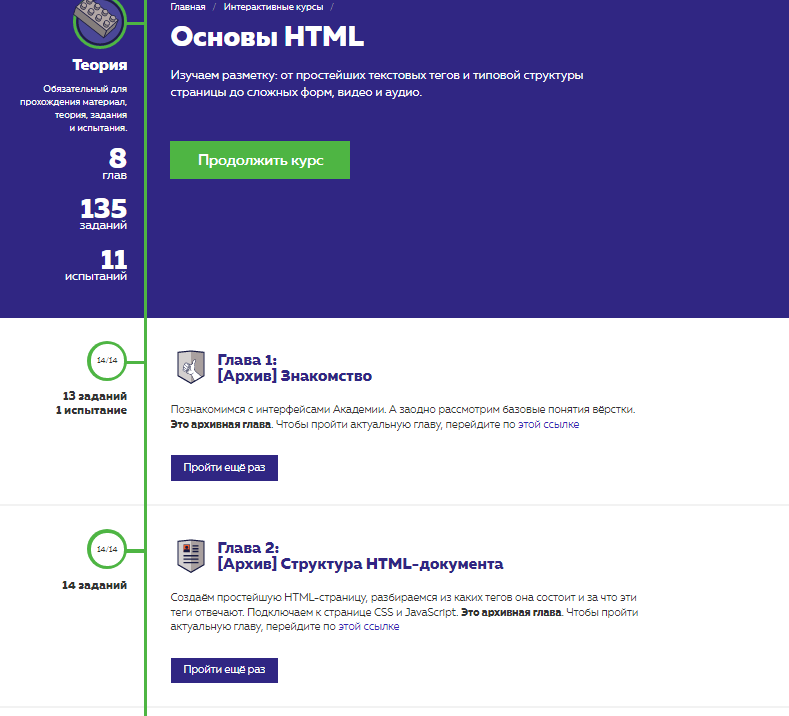 Главная / Интерактивные курсы /
Основы HTML
Теория
Изучаем разметку: от простейших текстовых тегов и типовой структуры
страницы до сложных форм, видео и аудио.
Обязательный для
прохождения материал,
теория, задания
и испытания.
Продолжить курс
8
глав
135
заданий
11
испытаний
14/14
13 заданий
1 испытание
Глава 1:
[Архив] Знакомство
Познакомимся с интерфейсами Академии. А заодно рассмотрим базовые понятия вёрстки.
Это архивная глава. Чтобы пройти актуальную главу, перейдите по этой ссылке
Пройти ещё раз
14/14
14 заданий
Глава 2:
[Архив] Структура HTML-документа
Создаём простейшую HTML-страницу, разбираемся из каких тегов она состоит и за что эти
теги отвечают. Подключаем к странице CSS и JavaScript. Это архивная глава. Чтобы пройти
актуальную главу, перейдите по этой ссылке
Пройти ещё раз